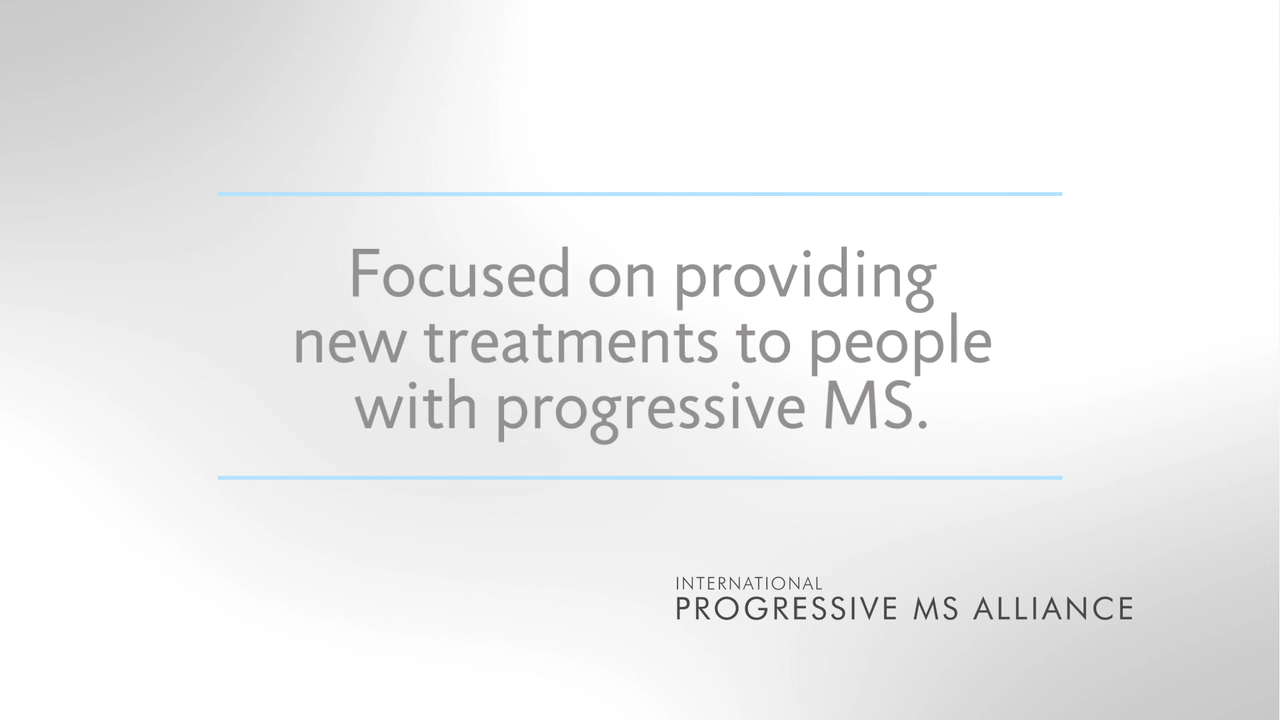 Focused on providing
new treatments to people
with progressive MS.
INTERNATIONAL
PROGRESSIVE MS ALLIANCE